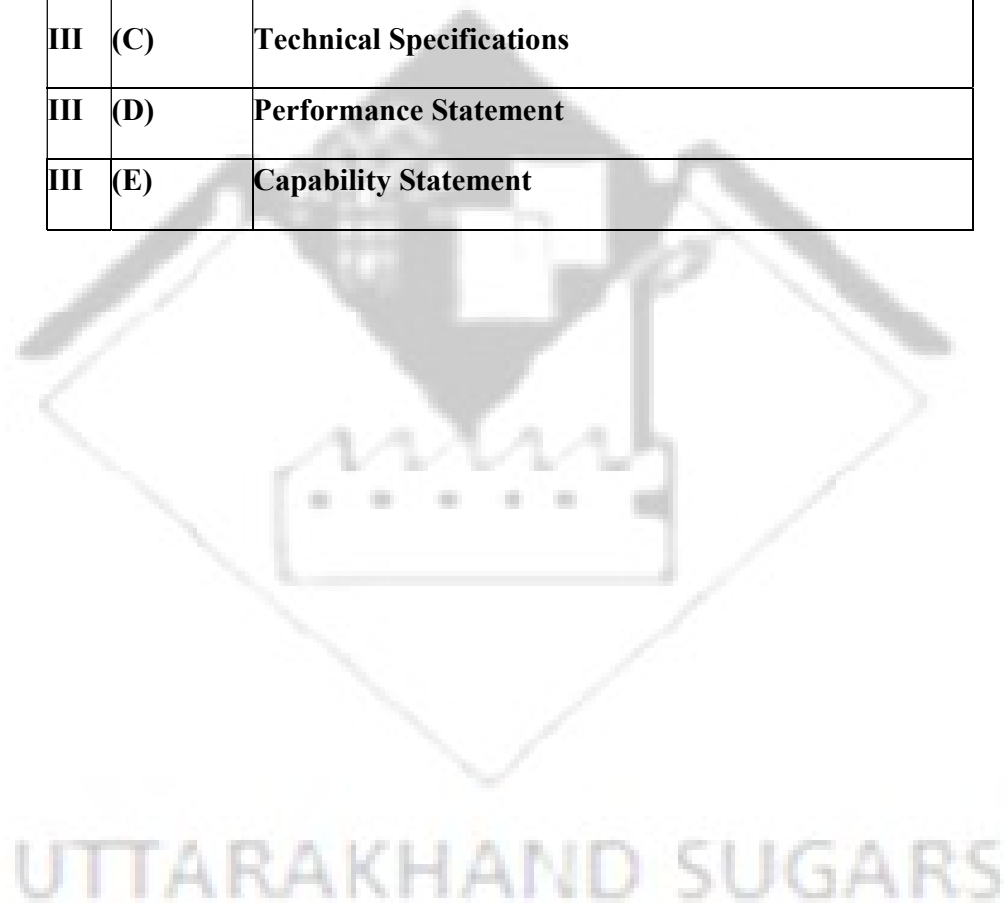 III (C) Technical Specifications
III (D) Performance Statement
III (E) Capability Statement
UTTARAKHAND SUGARS